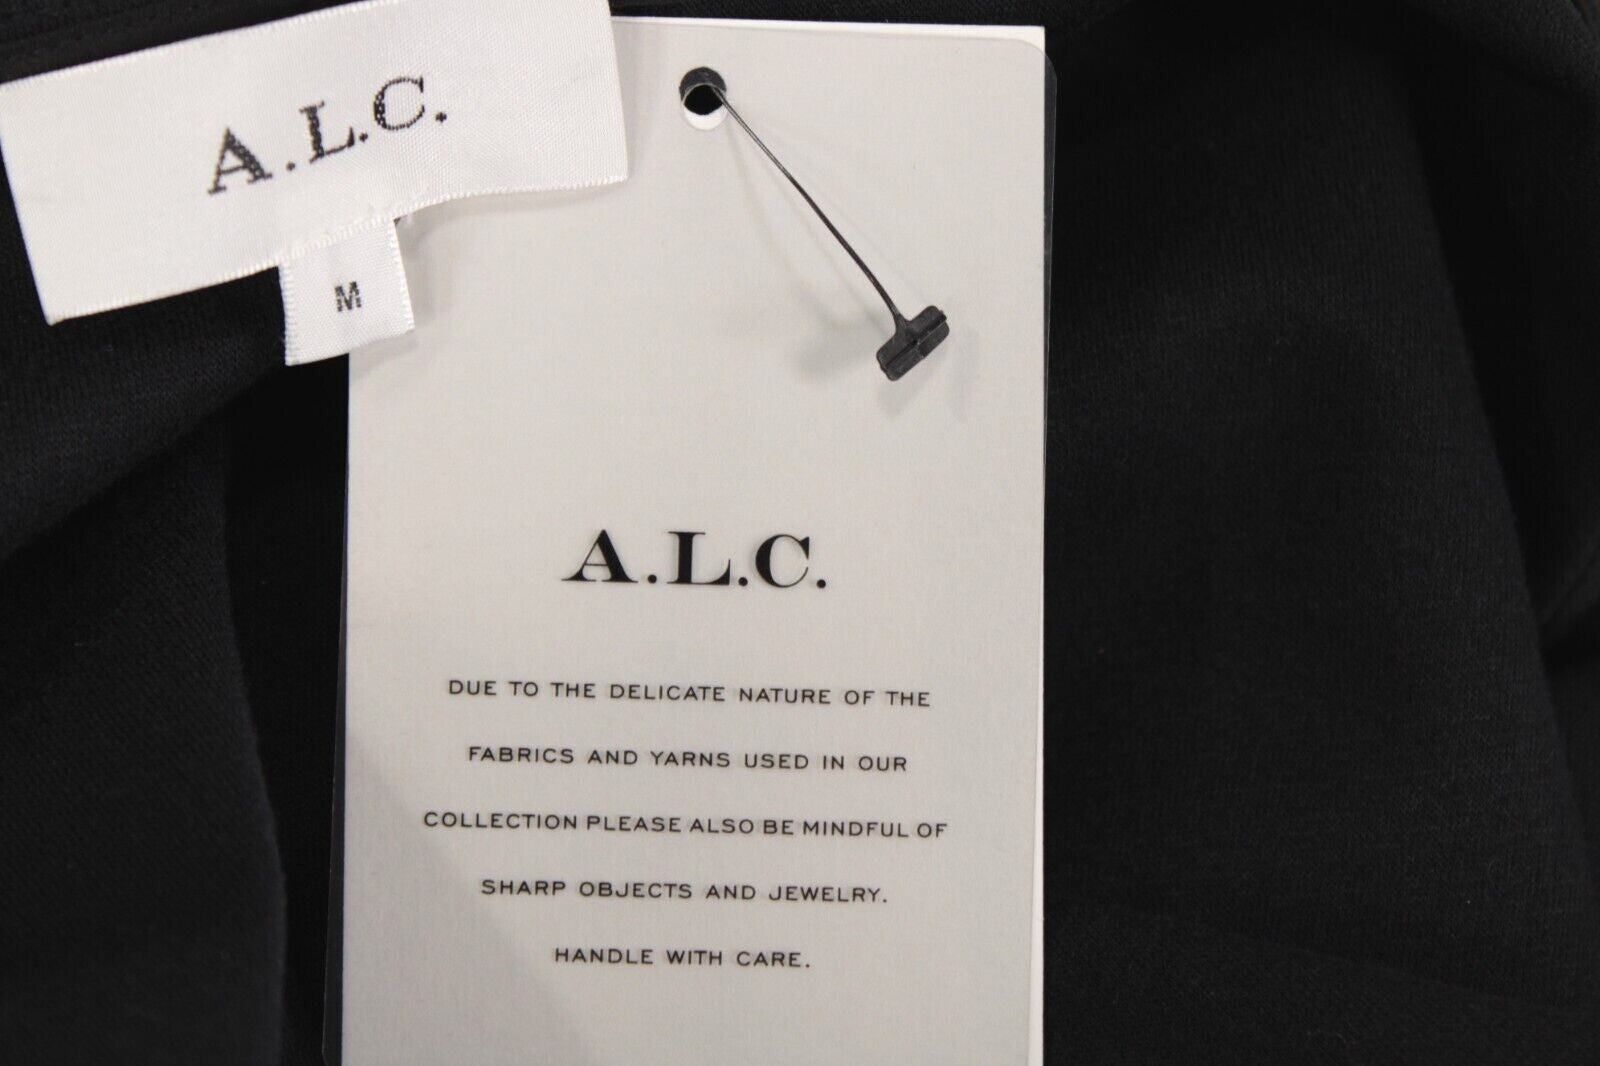 A.L.C.
M
A.L.C.
DUE TO THE DELICATE NATURE OF THE
FABRICS AND YARNS USED IN OUR
COLLECTION PLEASE ALSO BE MINDFUL OF
SHARP OBJECTS AND JEWELRY.
HANDLE WITH CARE.